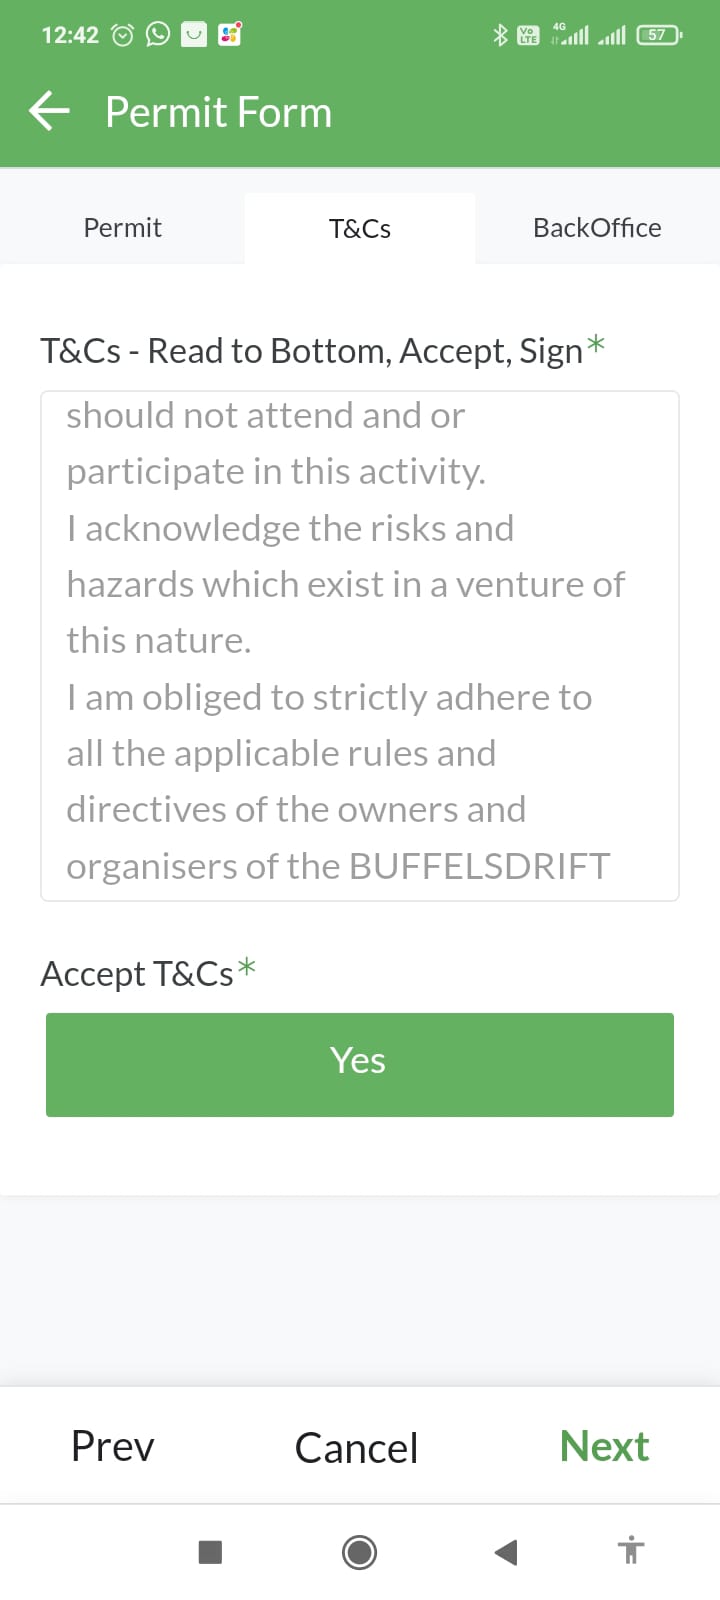 12:42
Vo LTE 4G 57
Permit Form
Permit T&Cs BackOffice
T&Cs - Read to Bottom, Accept, Sign*
should not attend and or
participate in this activity.
I acknowledge the risks and
hazards which exist in a venture of
this nature.
I am obliged to strictly adhere to
all the applicable rules and
directives of the owners and
organisers of the BUFFELSDRIFT
Accept T&Cs*
Yes
Prev Cancel Next